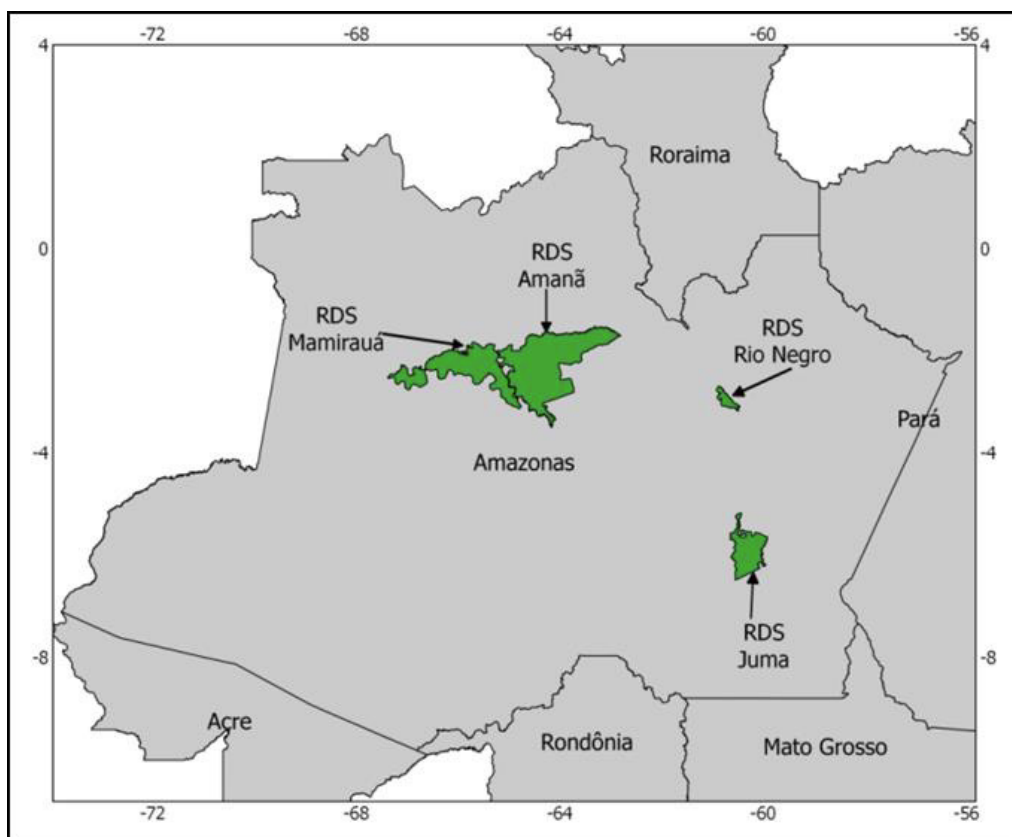 -72 -68 -64 -60 -56
4 4
Roraima
0 0
RDS
Amanã
RDS
Mamirauá
RDS
Rio Negro
Pará
-4 -4
Amazonas
RDS
Juma
-8 -8
Acre
Rondônia
Mato Grosso
-72 -68 -64 -60 -56